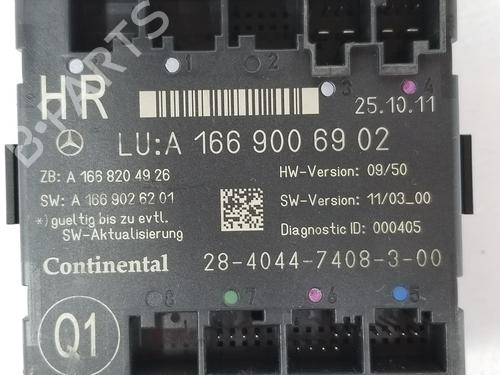 2
3
4
HR
25.10.11
LU:A 166 900 69 02
ZB: A 166 820 49 26
HW-Version: 09/50
SW: A 166 902 62 01
SW-Version: 11/03_00
*) gueltig bis zu evtl.
SW-Aktualisierung
Diagnostic ID: 000405
Continental
28-4044-7408-3-00
8
7
6
5
Q1
B-PARTS